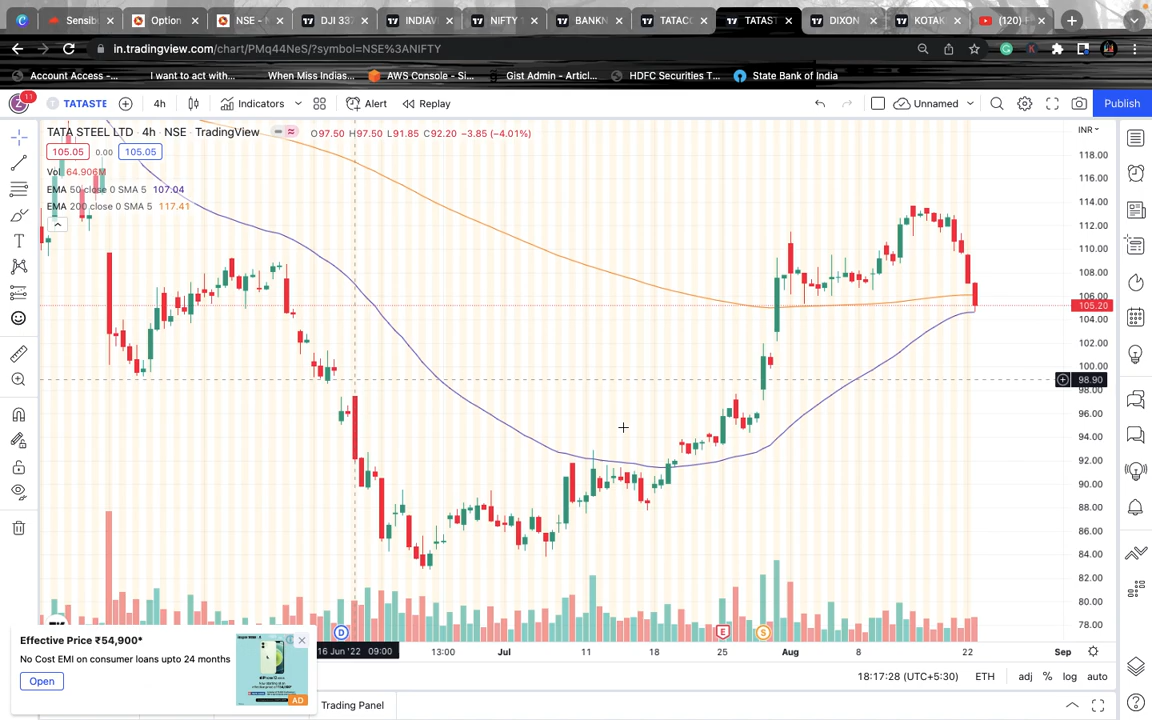 Sensibu
Option
NSE -
DJI 337
INDIAV
NIFTY 1
BANKN
TATACO
TATAST
DIXON
KOTAK
(120) F
in.tradingview.com/chart/PMq44NeS/?symbol=NSE%3ANIFTY
Account Access -...
I want to act with...
When Miss Indias...
AWS Console - Si...
Gist Admin - Articl...
HDFC Securities T...
State Bank of India
11
Z
TATASTE
4h
Indicators
Alert
Replay
Unnamed
Publish
TATA STEEL LTD · 4h · NSE · TradingView
O97.50 H97.50 L91.85 C92.20 −3.85 (−4.01%)
INR
105.05 0.00 105.05
Vol 64.906M
EMA 50 close 0 SMA 5 107.04
EMA 200 close 0 SMA 5 117.41
118.00
116.00
114.00
112.00
110.00
108.00
106.00
105.20
104.00
102.00
100.00
98.90
98.00
96.00
94.00
92.00
90.00
88.00
86.00
84.00
82.00
80.00
78.00
D
E
S
16 Jun '22 09:00
13:00
Jul
11
18
25
Aug
8
22
Sep
Effective Price ₹54,900*
No Cost EMI on consumer loans upto 24 months
Open
AD
18:17:28 (UTC+5:30)
ETH
adj
%
log
auto
Trading Panel